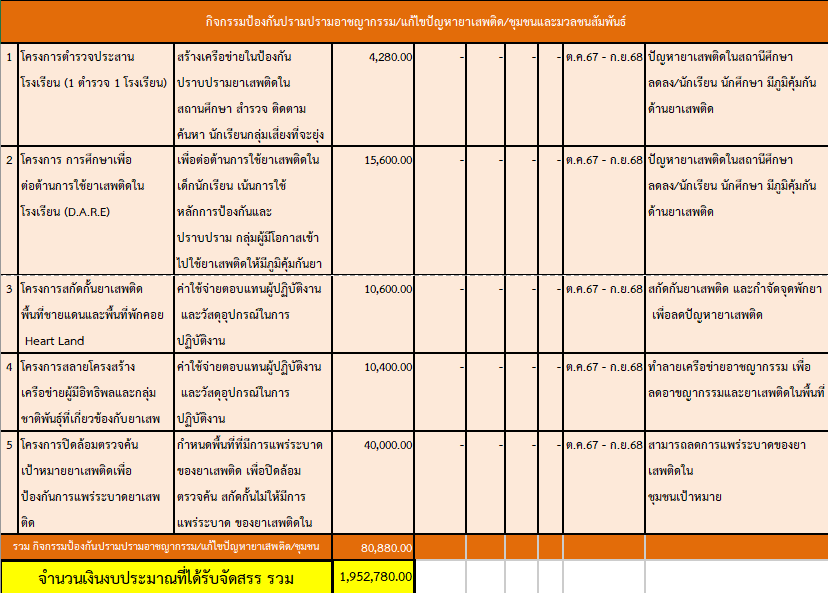 กิจกรรมป้องกันปรามปรามอาชญากรรม/แก้ไขปัญหายาเสพติด/ชุมชนและมวลชนสัมพันธ์
1 โครงการตำรวจประสาน สร้างเครือข่ายในป้องกัน 4,280.00 - - - - ต.ค.67 - ก.ย.68 ปัญหายาเสพติดในสถานีศึกษา
โรงเรียน (1 ตำรวจ 1 โรงเรียน) ปราบปรามยาเสพติดใน ลดลง/นักเรียน นักศึกษา มีภูมิคุ้มกัน
สถานศึกษา สำรวจ ติดตาม ด้านยาเสพติด
ค้นหา นักเรียนกลุ่มเสี่ยงที่จะยุ่ง
2 โครงการ การศึกษาเพื่อ เพื่อต่อต้านการใช้ยาเสพติดใน 15,600.00 - - - - ต.ค.67 - ก.ย.68 ปัญหายาเสพติดในสถานีศึกษา
ต่อต้านการใช้ยาเสพติดใน เด็กนักเรียน เน้นการใช้ ลดลง/นักเรียน นักศึกษา มีภูมิคุ้มกัน
โรงเรียน (D.A.R.E) หลักการป้องกันและ ด้านยาเสพติด
ปราบปราม กลุ่มผู้มีโอกาสเข้า
ไปใช้ยาเสพติดให้มีภูมิคุ้มกันยา
3 โครงการสกัดกั้นยาเสพติด ค่าใช้จ่ายตอบแทนผู้ปฏิบัติงาน 10,600.00 - - - - ต.ค.67 - ก.ย.68 สกัดกันยาเสพติด และกำจัดจุดพักยา
พื้นที่ชายแดนและพื้นที่พักคอย และวัสดุอุปกรณ์ในการ เพื่อลดปัญหายาเสพติด
Heart Land ปฏิบัติงาน
4 โครงการสลายโครงสร้าง ค่าใช้จ่ายตอบแทนผู้ปฏิบัติงาน 10,400.00 - - - - ต.ค.67 - ก.ย.68 ทำลายเครือข่ายอาชญากรรม เพื่อ
เครือข่ายผู้มีอิทธิพลและกลุ่ม และวัสดุอุปกรณ์ในการ ลดอาชญากรรมและยาเสพติดในพื้นที่
ชาติพันธุ์ที่เกี่ยวข้องกับยาเสพ ปฏิบัติงาน
5 โครงการปิดล้อมตรวจค้น กำหนดพื้นที่ที่มีการแพร่ระบาด 40,000.00 - - - - ต.ค.67 - ก.ย.68 สามารถลดการแพร่ระบาดของยา
เป้าหมายยาเสพติดเพื่อ ของยาเสพติด เพื่อปิดล้อม เสพติดใน
ป้องกันการแพร่ระบาดยาเสพ ตรวจค้น สกัดกั้นไม่ให้มีการ ชุมชนเป้าหมาย
ติด แพร่ระบาด ของยาเสพติดใน
รวม กิจกรรมป้องกันปรามปรามอาชญากรรม/แก้ไขปัญหายาเสพติด/ชุมชน 80,880.00
จำนวนเงินงบประมาณที่ได้รับจัดสรร รวม 1,952,780.00